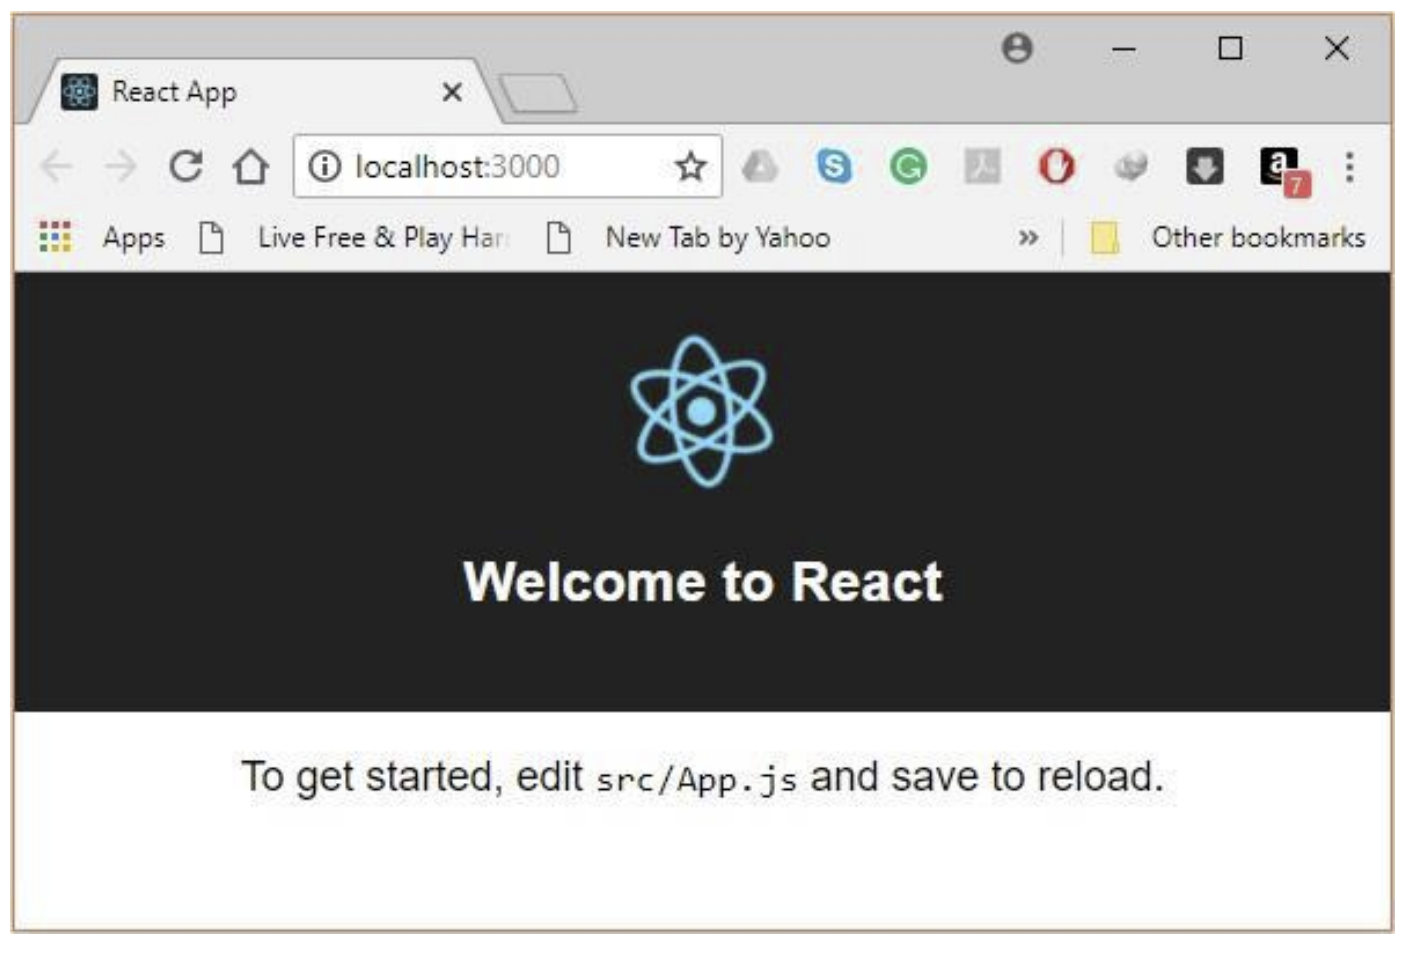 React App
localhost:3000
7
Apps Live Free & Play Har New Tab by Yahoo » Other bookmarks
Welcome to React
To get started, edit src/App.js and save to reload.